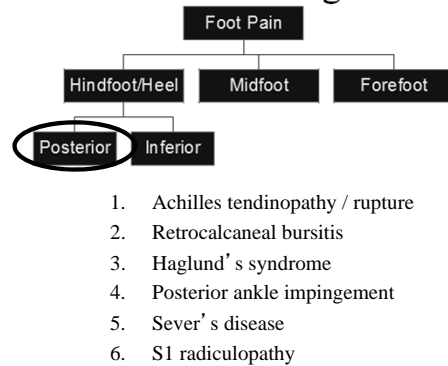 Foot Pain
Hindfoot/Heel Midfoot Forefoot
Posterior Inferior
1. Achilles tendinopathy / rupture
2. Retrocalcaneal bursitis
3. Haglund's syndrome
4. Posterior ankle impingement
5. Sever's disease
6. S1 radiculopathy